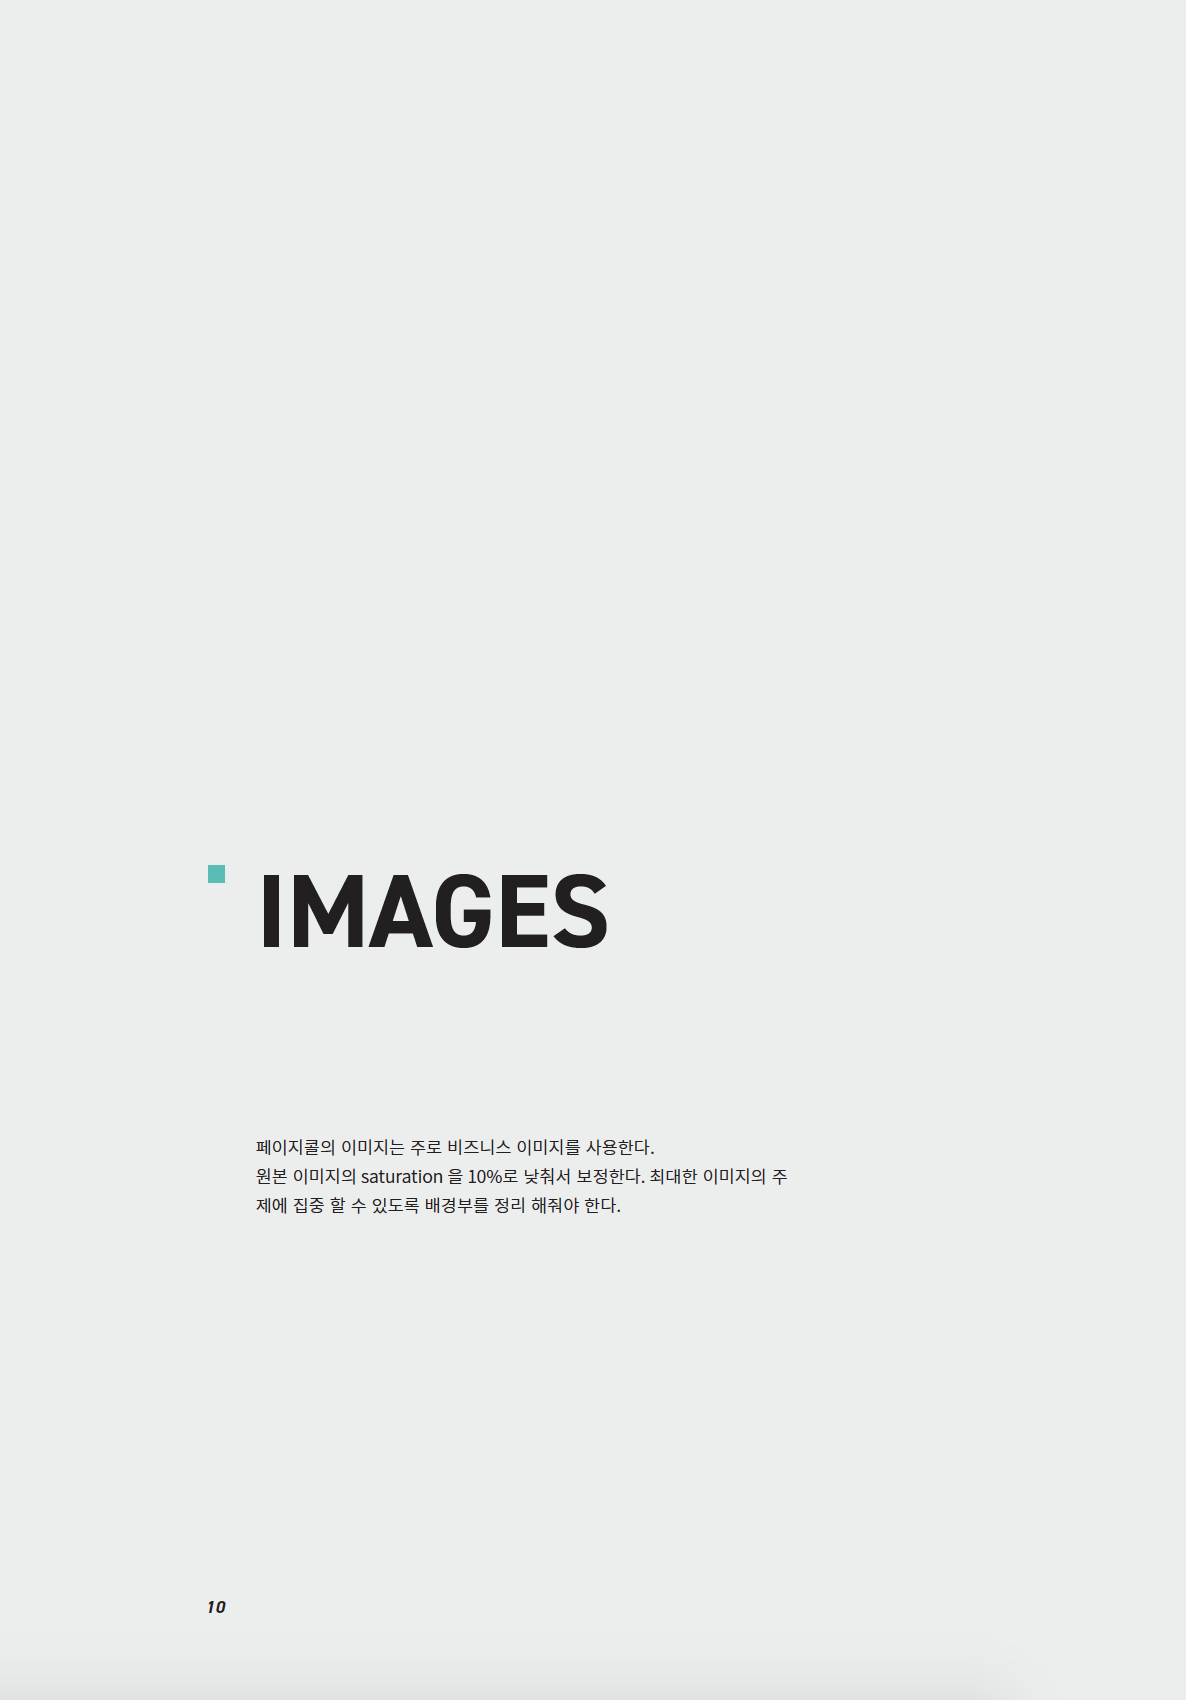 IMAGES
페이지콜의 이미지는 주로 비즈니스 이미지를 사용한다.
원본 이미지의 saturation 을 10%로 낮춰서 보정한다. 최대한 이미지의 주
제에 집중 할 수 있도록 배경부를 정리 해줘야 한다.
10